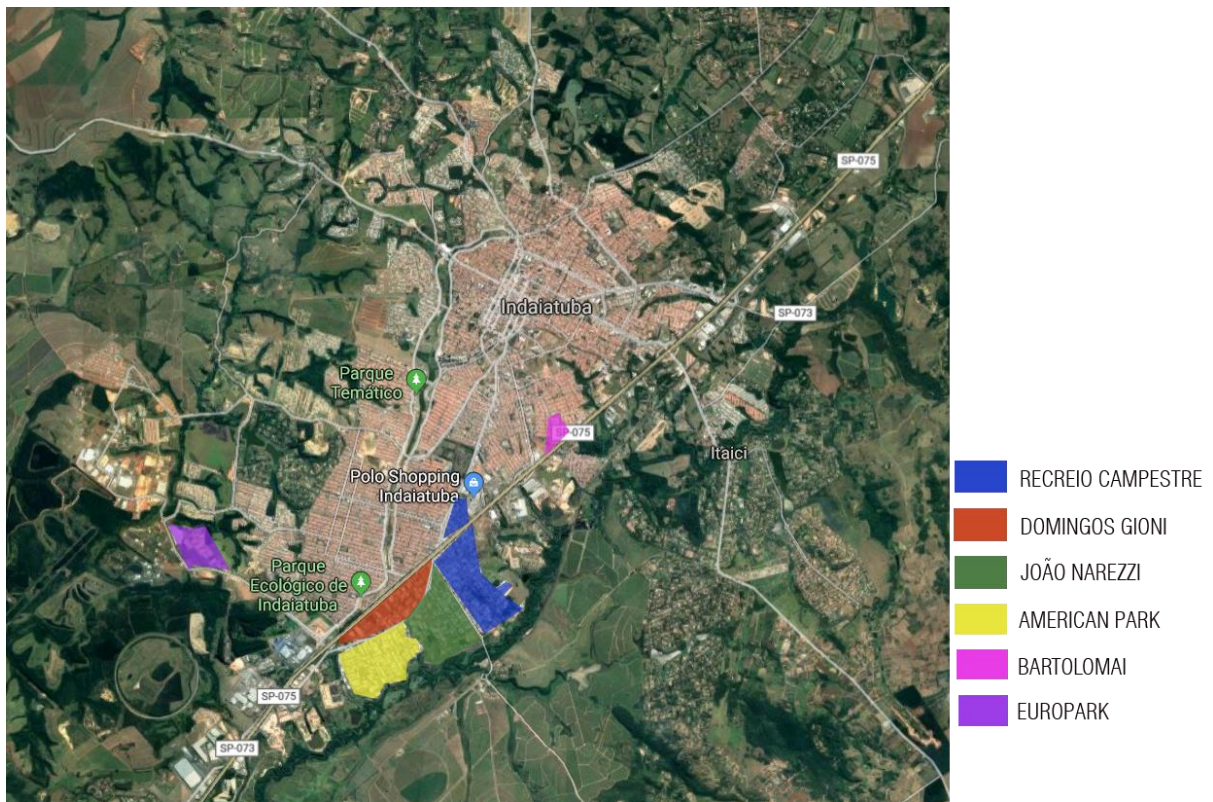 SP-075
Indaiatuba
SP-073
Parque
Temático
SP-075
Itaici
Polo Shopping
Indaiatuba
Parque
Ecológico de
Indaiatuba
SP-075
SP-073
RECREIO CAMPESTRE
DOMINGOS GIONI
JOÃO NAREZZI
AMERICAN PARK
BARTOLOMAI
EUROPARK